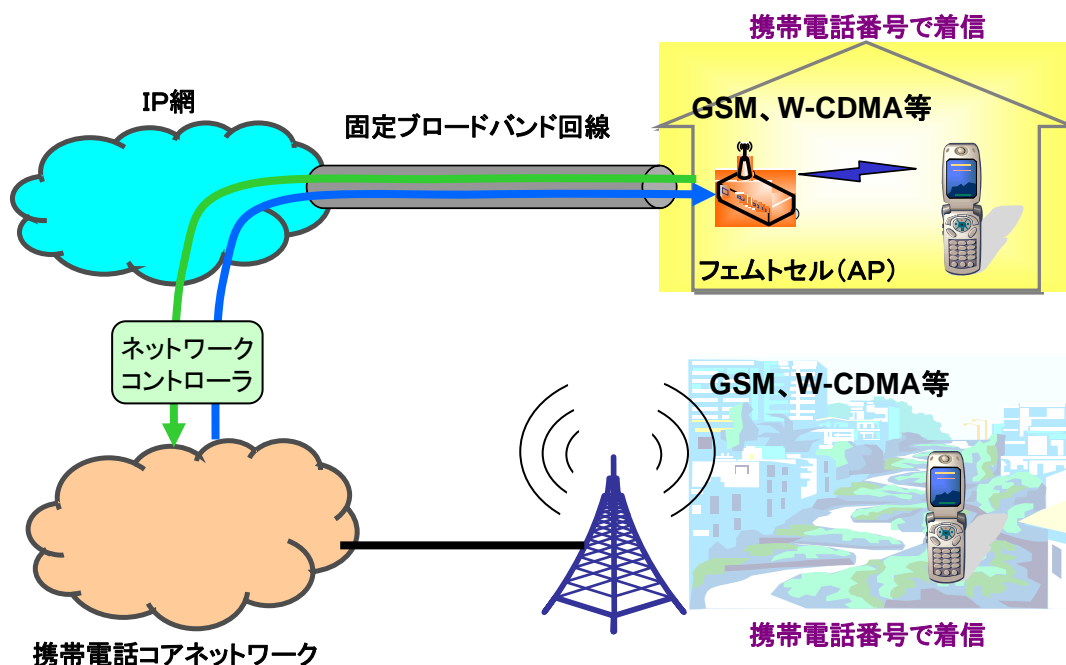 携帯電話番号で着信
IP網
固定ブロードバンド回線
GSM、W-CDMA等
フェムトセル(AP)
ネットワーク
コントローラ
GSM、W-CDMA等
携帯電話コアネットワーク
携帯電話番号で着信